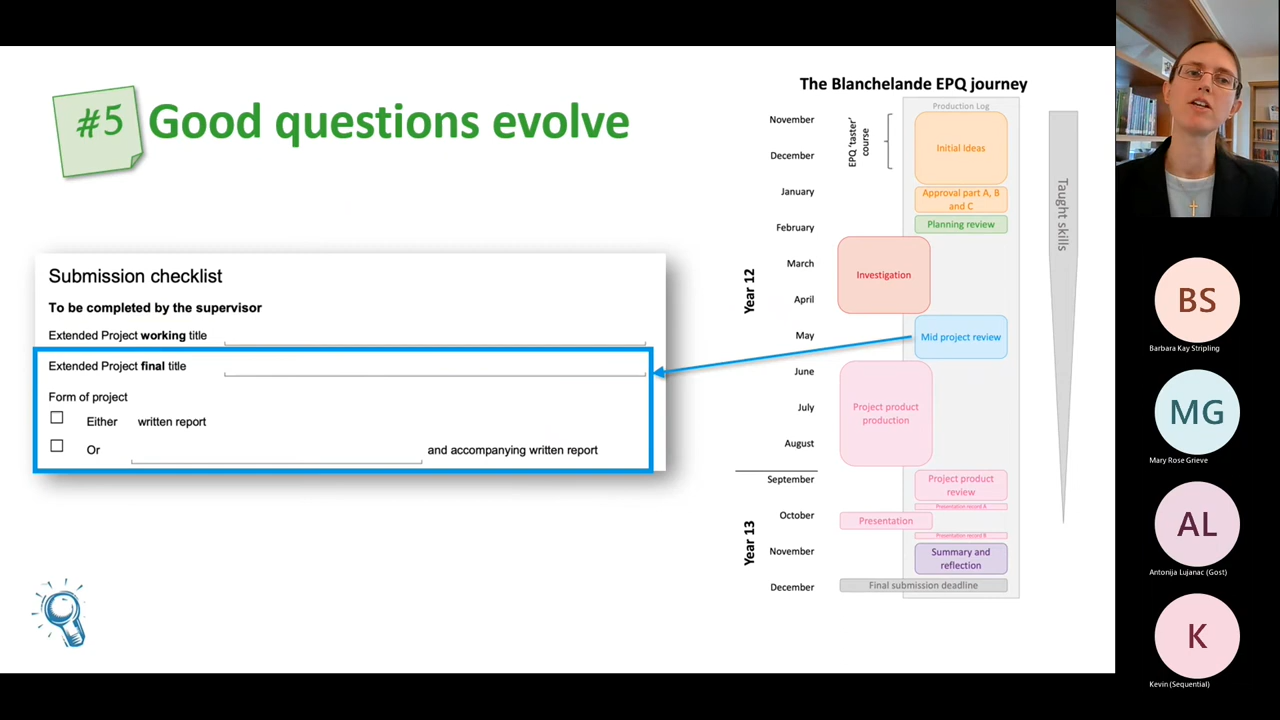 #5
Good questions evolve
Submission checklist
To be completed by the supervisor
Extended Project working title
Extended Project final title
Form of project
Either written report
Or and accompanying written report
The Blanchelande EPQ journey
Production Log
November
December
January
February
March
April
May
June
July
August
September
October
November
December
Year 12
Year 13
EPQ 'taster'
course
Initial Ideas
Approval part A, B
and C
Planning review
Investigation
Mid project review
Project product
production
Project product
review
Presentation record A
Presentation
Presentation record B
Summary and
reflection
Final submission deadline
Taught skills
BS
Barbara Kay Stripling
MG
Mary Rose Grieve
AL
Antonija Lujanac (Gost)
K
Kevin (Sequential)